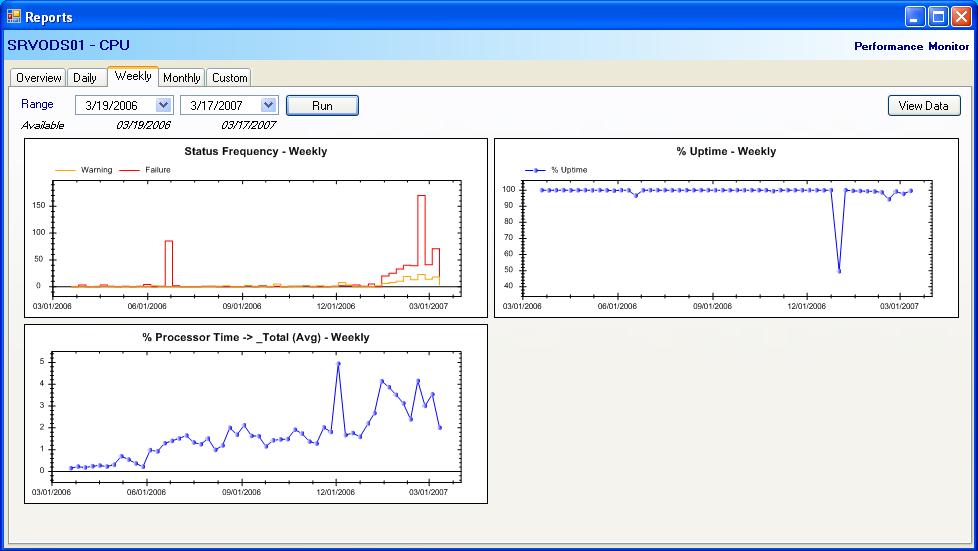 Reports
SRVODS01 - CPU
Performance Monitor
Overview Daily Weekly Monthly Custom
Range 3/19/2006 3/17/2007 Run View Data
Available 03/19/2006 03/17/2007
Status Frequency - Weekly
Warning Failure
150
100
50
0
03/01/2006 06/01/2006 09/01/2006 12/01/2006 03/01/2007
% Uptime - Weekly
% Uptime
100
90
80
70
60
50
40
03/01/2006 06/01/2006 09/01/2006 12/01/2006 03/01/2007
% Processor Time -> _Total (Avg) - Weekly
5
4
3
2
1
0
03/01/2006 06/01/2006 09/01/2006 12/01/2006 03/01/2007